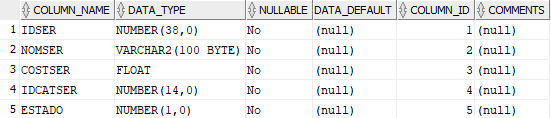 COLUMN_NAME DATA_TYPE NULLABLE DATA_DEFAULT COLUMN_ID COMMENTS
1 IDSER NUMBER(38,0) No (null) 1 (null)
2 NOMSER VARCHAR2(100 BYTE) No (null) 2 (null)
3 COSTSER FLOAT No (null) 3 (null)
4 IDCATSER NUMBER(14,0) No (null) 4 (null)
5 ESTADO NUMBER(1,0) No (null) 5 (null)